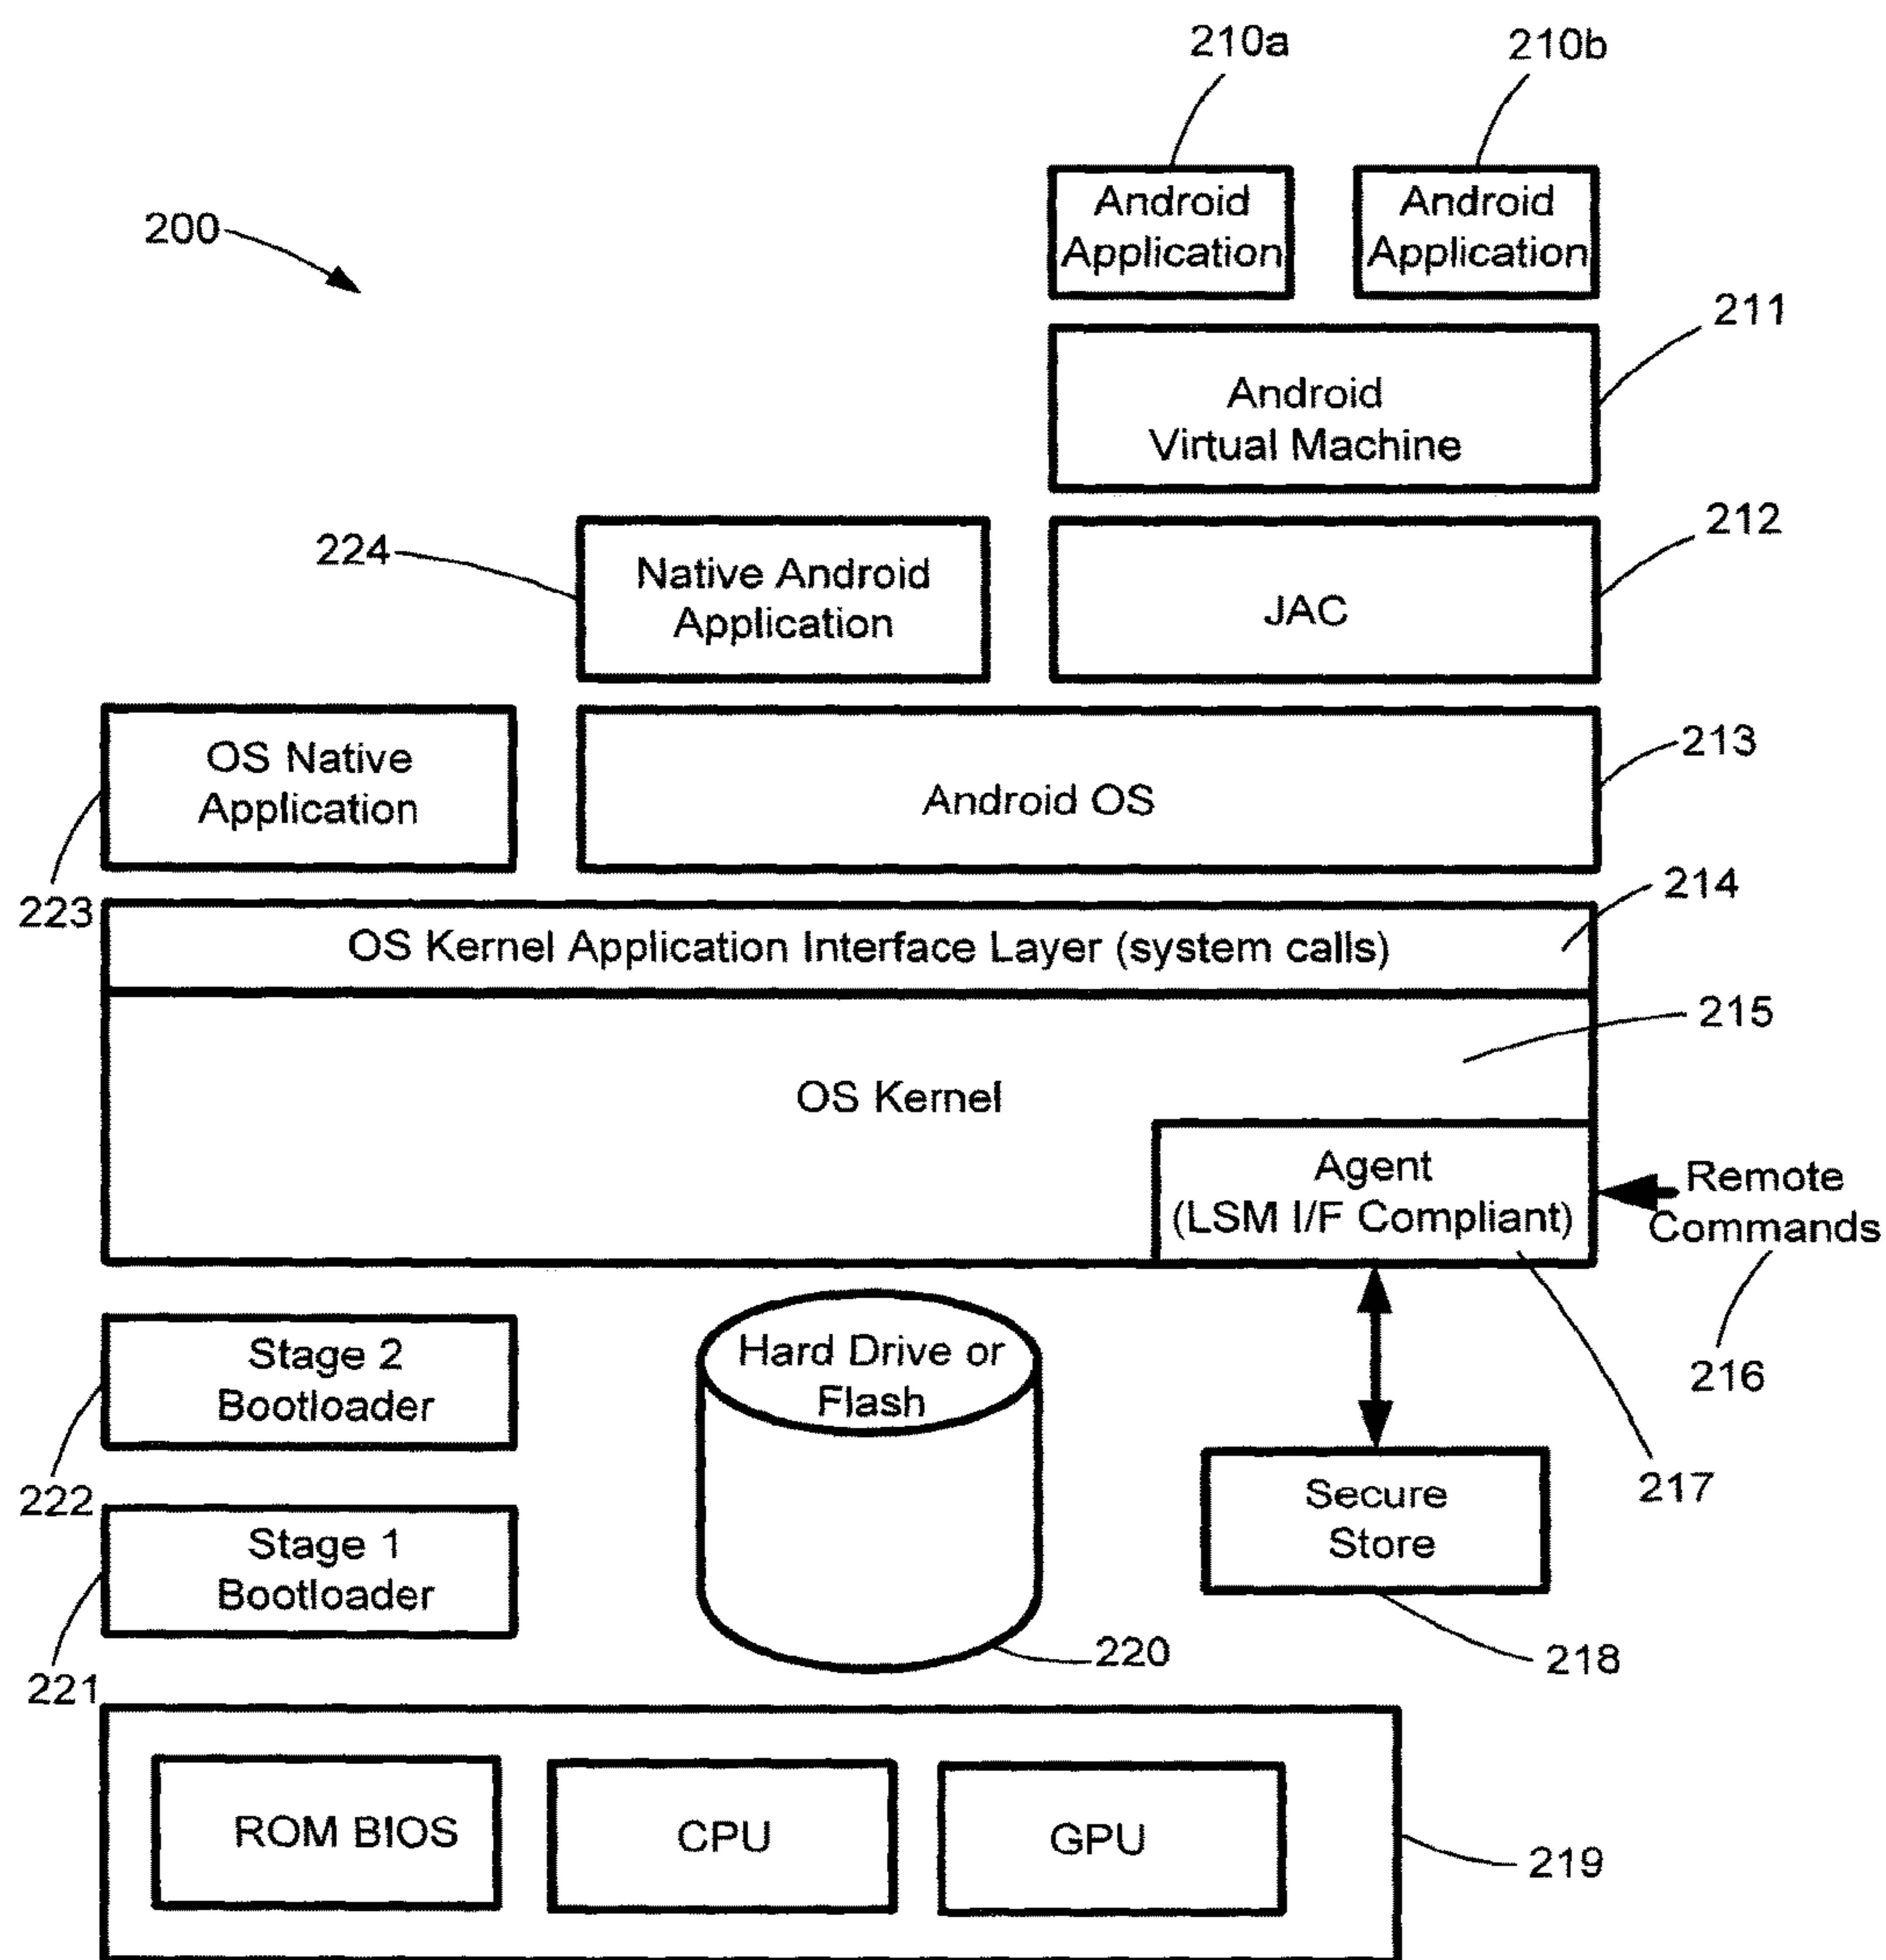 210a
210b
200
Android
Application
Android
Application
211
Android
Virtual Machine
212
224
Native Android
Application
JAC
OS Native
Application
Android OS
213
223
214
OS Kernel Application Interface Layer (system calls)
215
OS Kernel
Agent
(LSM I/F Compliant)
Remote
Commands
216
Stage 2
Bootloader
Hard Drive or
Flash
222
217
Secure
Store
Stage 1
Bootloader
220
218
221
ROM BIOS
CPU
GPU
219